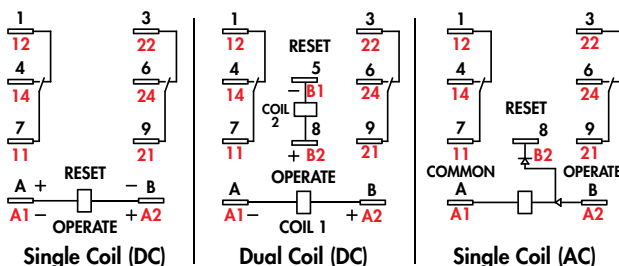 1 3
12 22
4 6
14 24
7 9
11 21
RESET
A + − B
A1 − + A2
OPERATE
Single Coil (DC)
1 3
12 22
RESET
4 5 6
− B1
14 24
COIL 2
7 8 9
11 + B2 21
OPERATE
A B
A1 − + A2
COIL 1
Dual Coil (DC)
1 3
12 22
4 6
14 24
RESET
7 8 9
11 B2 21
COMMON OPERATE
A B
A1 A2
Single Coil (AC)